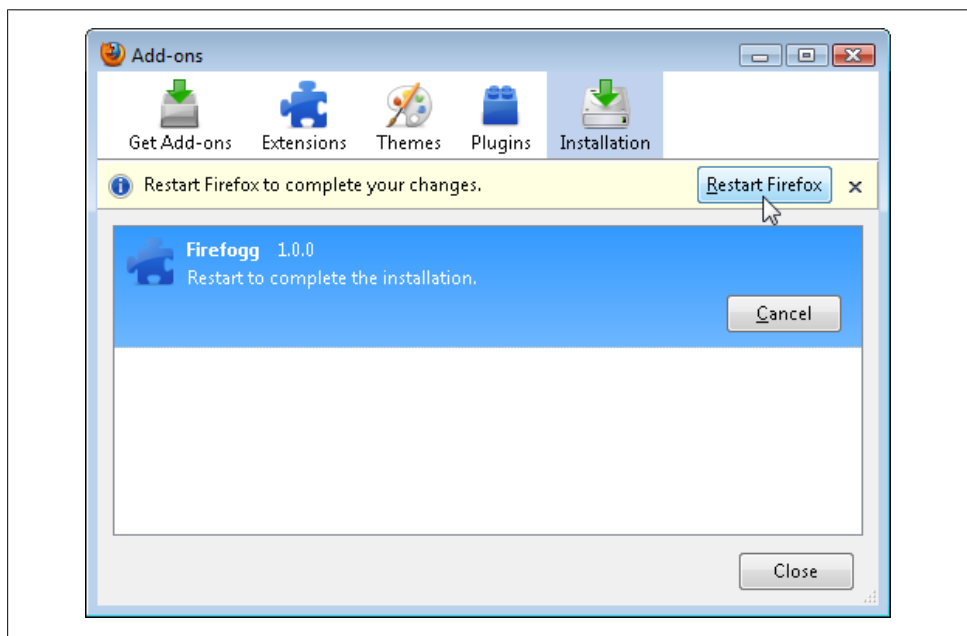 Add-ons
Get Add-ons Extensions Themes Plugins Installation
Restart Firefox to complete your changes. Restart Firefox
Firefogg 1.0.0
Restart to complete the installation.
Cancel
Close